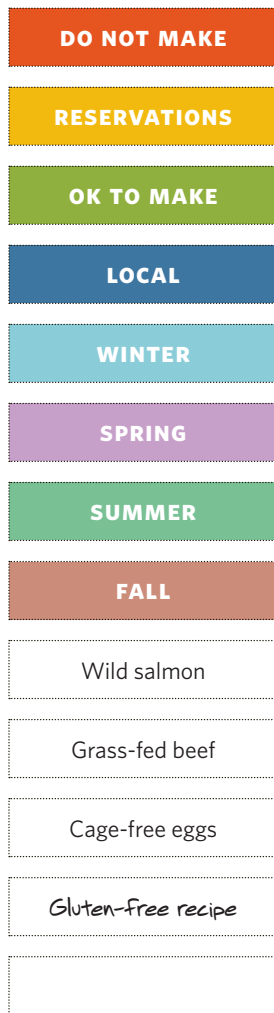 DO NOT MAKE
RESERVATIONS
OK TO MAKE
LOCAL
WINTER
SPRING
SUMMER
FALL
Wild salmon
Grass-fed beef
Cage-free eggs
Gluten-free recipe